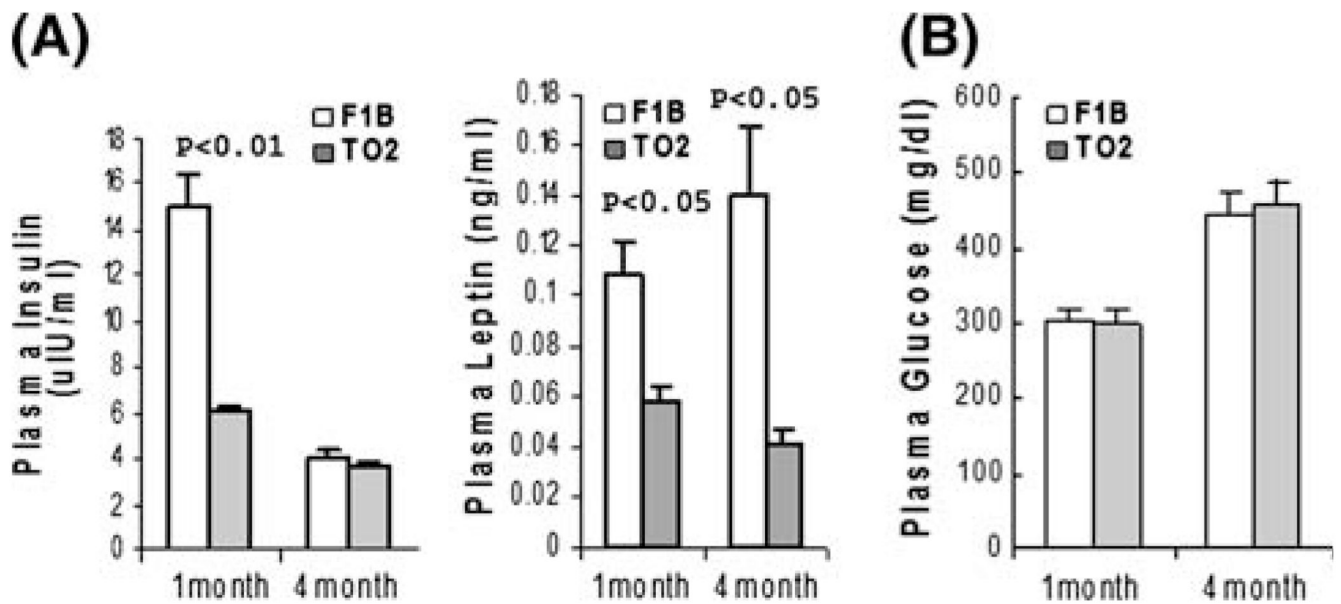 (A)
Plasma Insulin
(uIU/ml)
18
16
14
12
10
8
6
4
2
0
F1B
TO2
P<0.01
1month 4 month
Plasma Leptin (ng/ml)
0.18
0.16
0.14
0.12
0.1
0.08
0.06
0.04
0.02
0
F1B
TO2
P<0.05
P<0.05
1month 4 month
(B)
Plasma Glucose (mg/dl)
600
500
400
300
200
100
0
F1B
TO2
1month 4 month